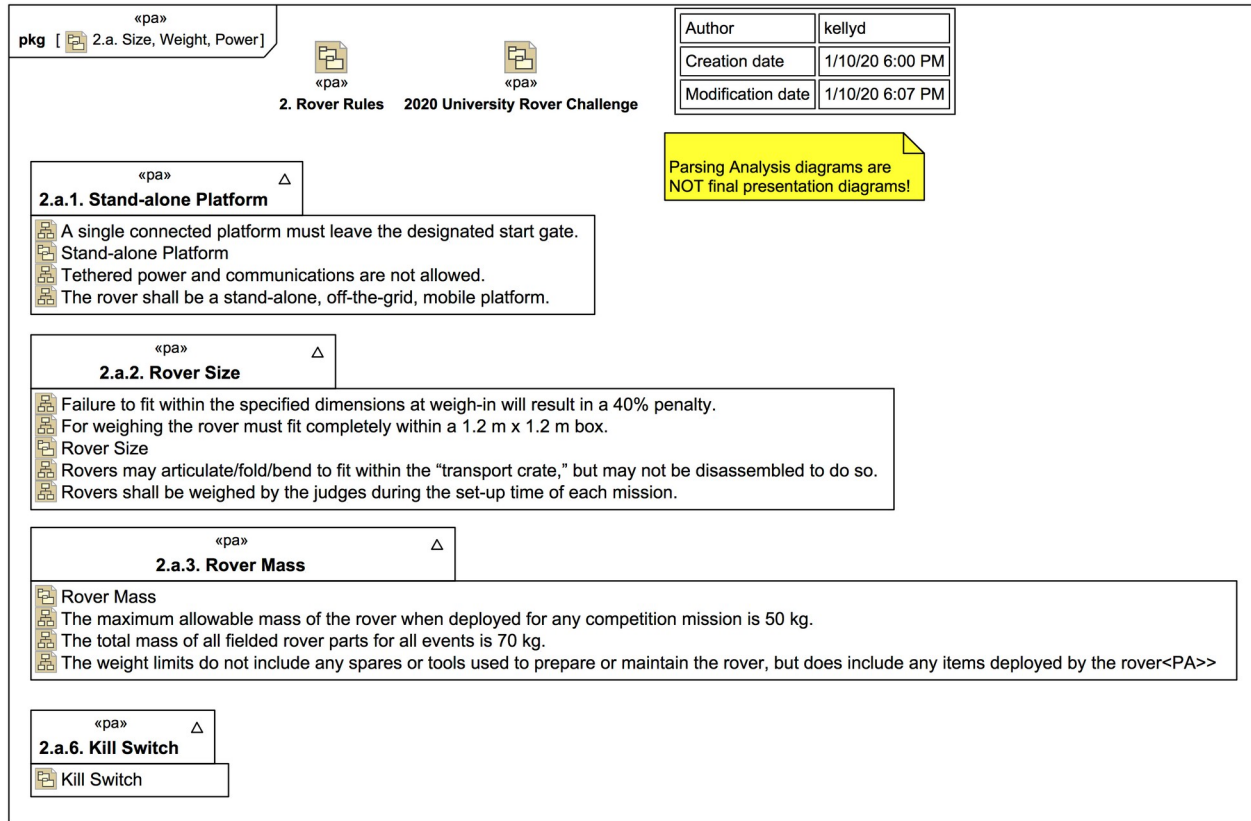 «pa»
pkg [ 2.a. Size, Weight, Power]
«pa»
2. Rover Rules
«pa»
2020 University Rover Challenge
Author kellyd
Creation date 1/10/20 6:00 PM
Modification date 1/10/20 6:07 PM
Parsing Analysis diagrams are
NOT final presentation diagrams!
«pa»
2.a.1. Stand-alone Platform
A single connected platform must leave the designated start gate.
Stand-alone Platform
Tethered power and communications are not allowed.
The rover shall be a stand-alone, off-the-grid, mobile platform.
«pa»
2.a.2. Rover Size
Failure to fit within the specified dimensions at weigh-in will result in a 40% penalty.
For weighing the rover must fit completely within a 1.2 m x 1.2 m box.
Rover Size
Rovers may articulate/fold/bend to fit within the “transport crate,” but may not be disassembled to do so.
Rovers shall be weighed by the judges during the set-up time of each mission.
«pa»
2.a.3. Rover Mass
Rover Mass
The maximum allowable mass of the rover when deployed for any competition mission is 50 kg.
The total mass of all fielded rover parts for all events is 70 kg.
The weight limits do not include any spares or tools used to prepare or maintain the rover, but does include any items deployed by the rover<PA>>
«pa»
2.a.6. Kill Switch
Kill Switch